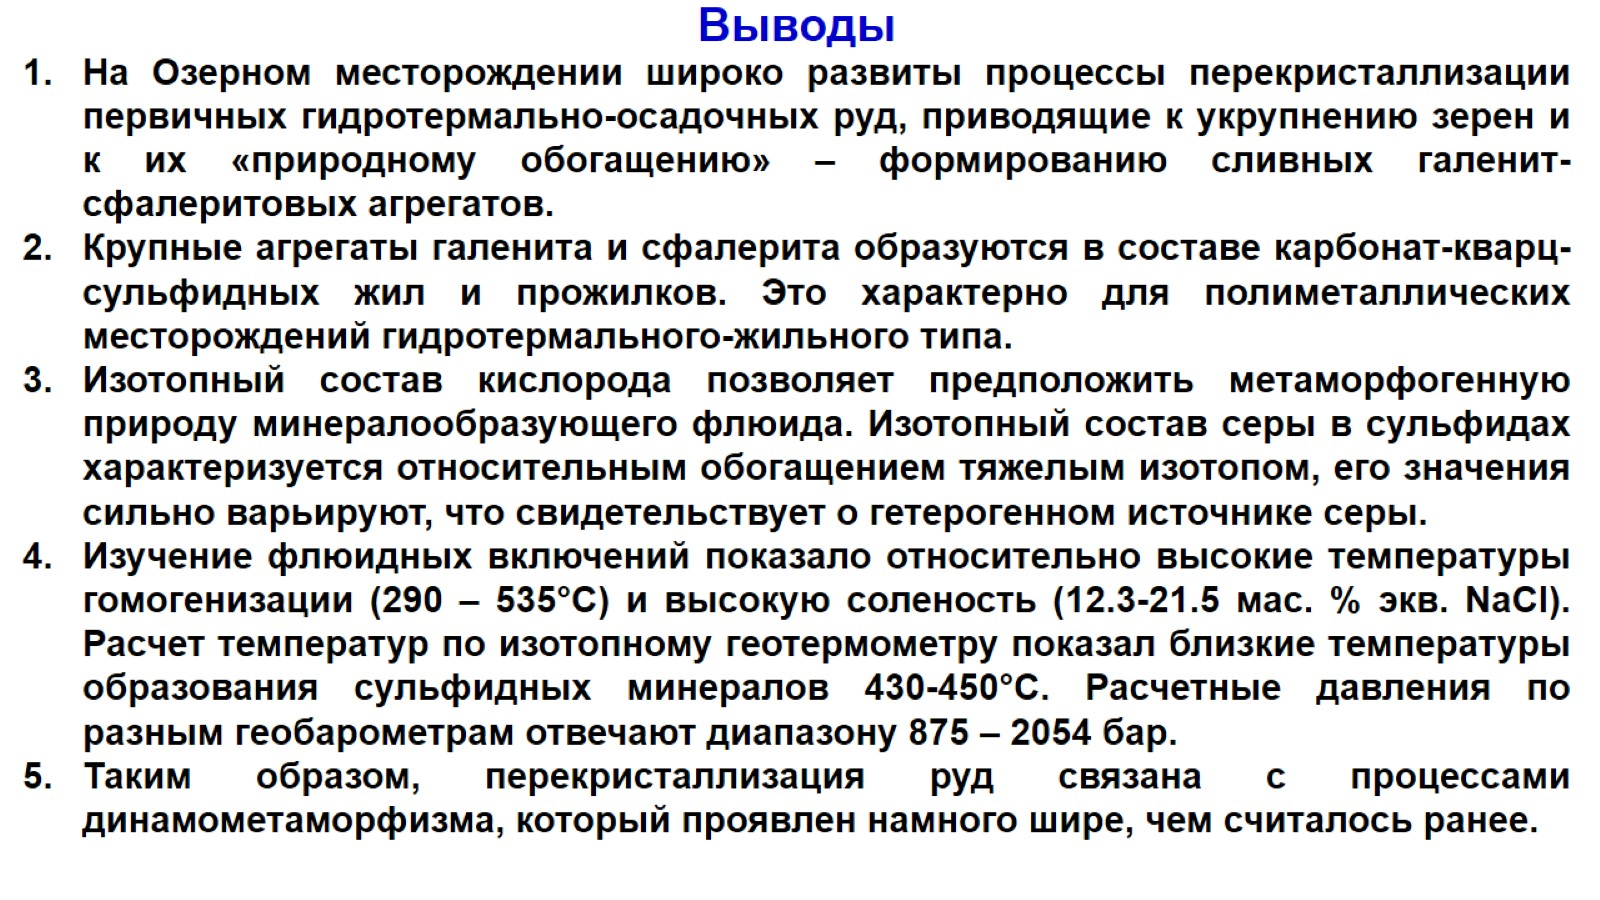 Выводы
1. На Озерном месторождении широко развиты процессы перекристаллизации
первичных гидротермально-осадочных руд, приводящие к укрупнению зерен и
к их «природному обогащению» – формированию сливных галенит-
сфалеритовых агрегатов.
2. Крупные агрегаты галенита и сфалерита образуются в составе карбонат-кварц-
сульфидных жил и прожилков. Это характерно для полиметаллических
месторождений гидротермального-жильного типа.
3. Изотопный состав кислорода позволяет предположить метаморфогенную
природу минералообразующего флюида. Изотопный состав серы в сульфидах
характеризуется относительным обогащением тяжелым изотопом, его значения
сильно варьируют, что свидетельствует о гетерогенном источнике серы.
4. Изучение флюидных включений показало относительно высокие температуры
гомогенизации (290 – 535°С) и высокую соленость (12.3-21.5 мас. % экв. NaCl).
Расчет температур по изотопному геотермометру показал близкие температуры
образования сульфидных минералов 430-450°С. Расчетные давления по
разным геобарометрам отвечают диапазону 875 – 2054 бар.
5. Таким образом, перекристаллизация руд связана с процессами
динамометаморфизма, который проявлен намного шире, чем считалось ранее.